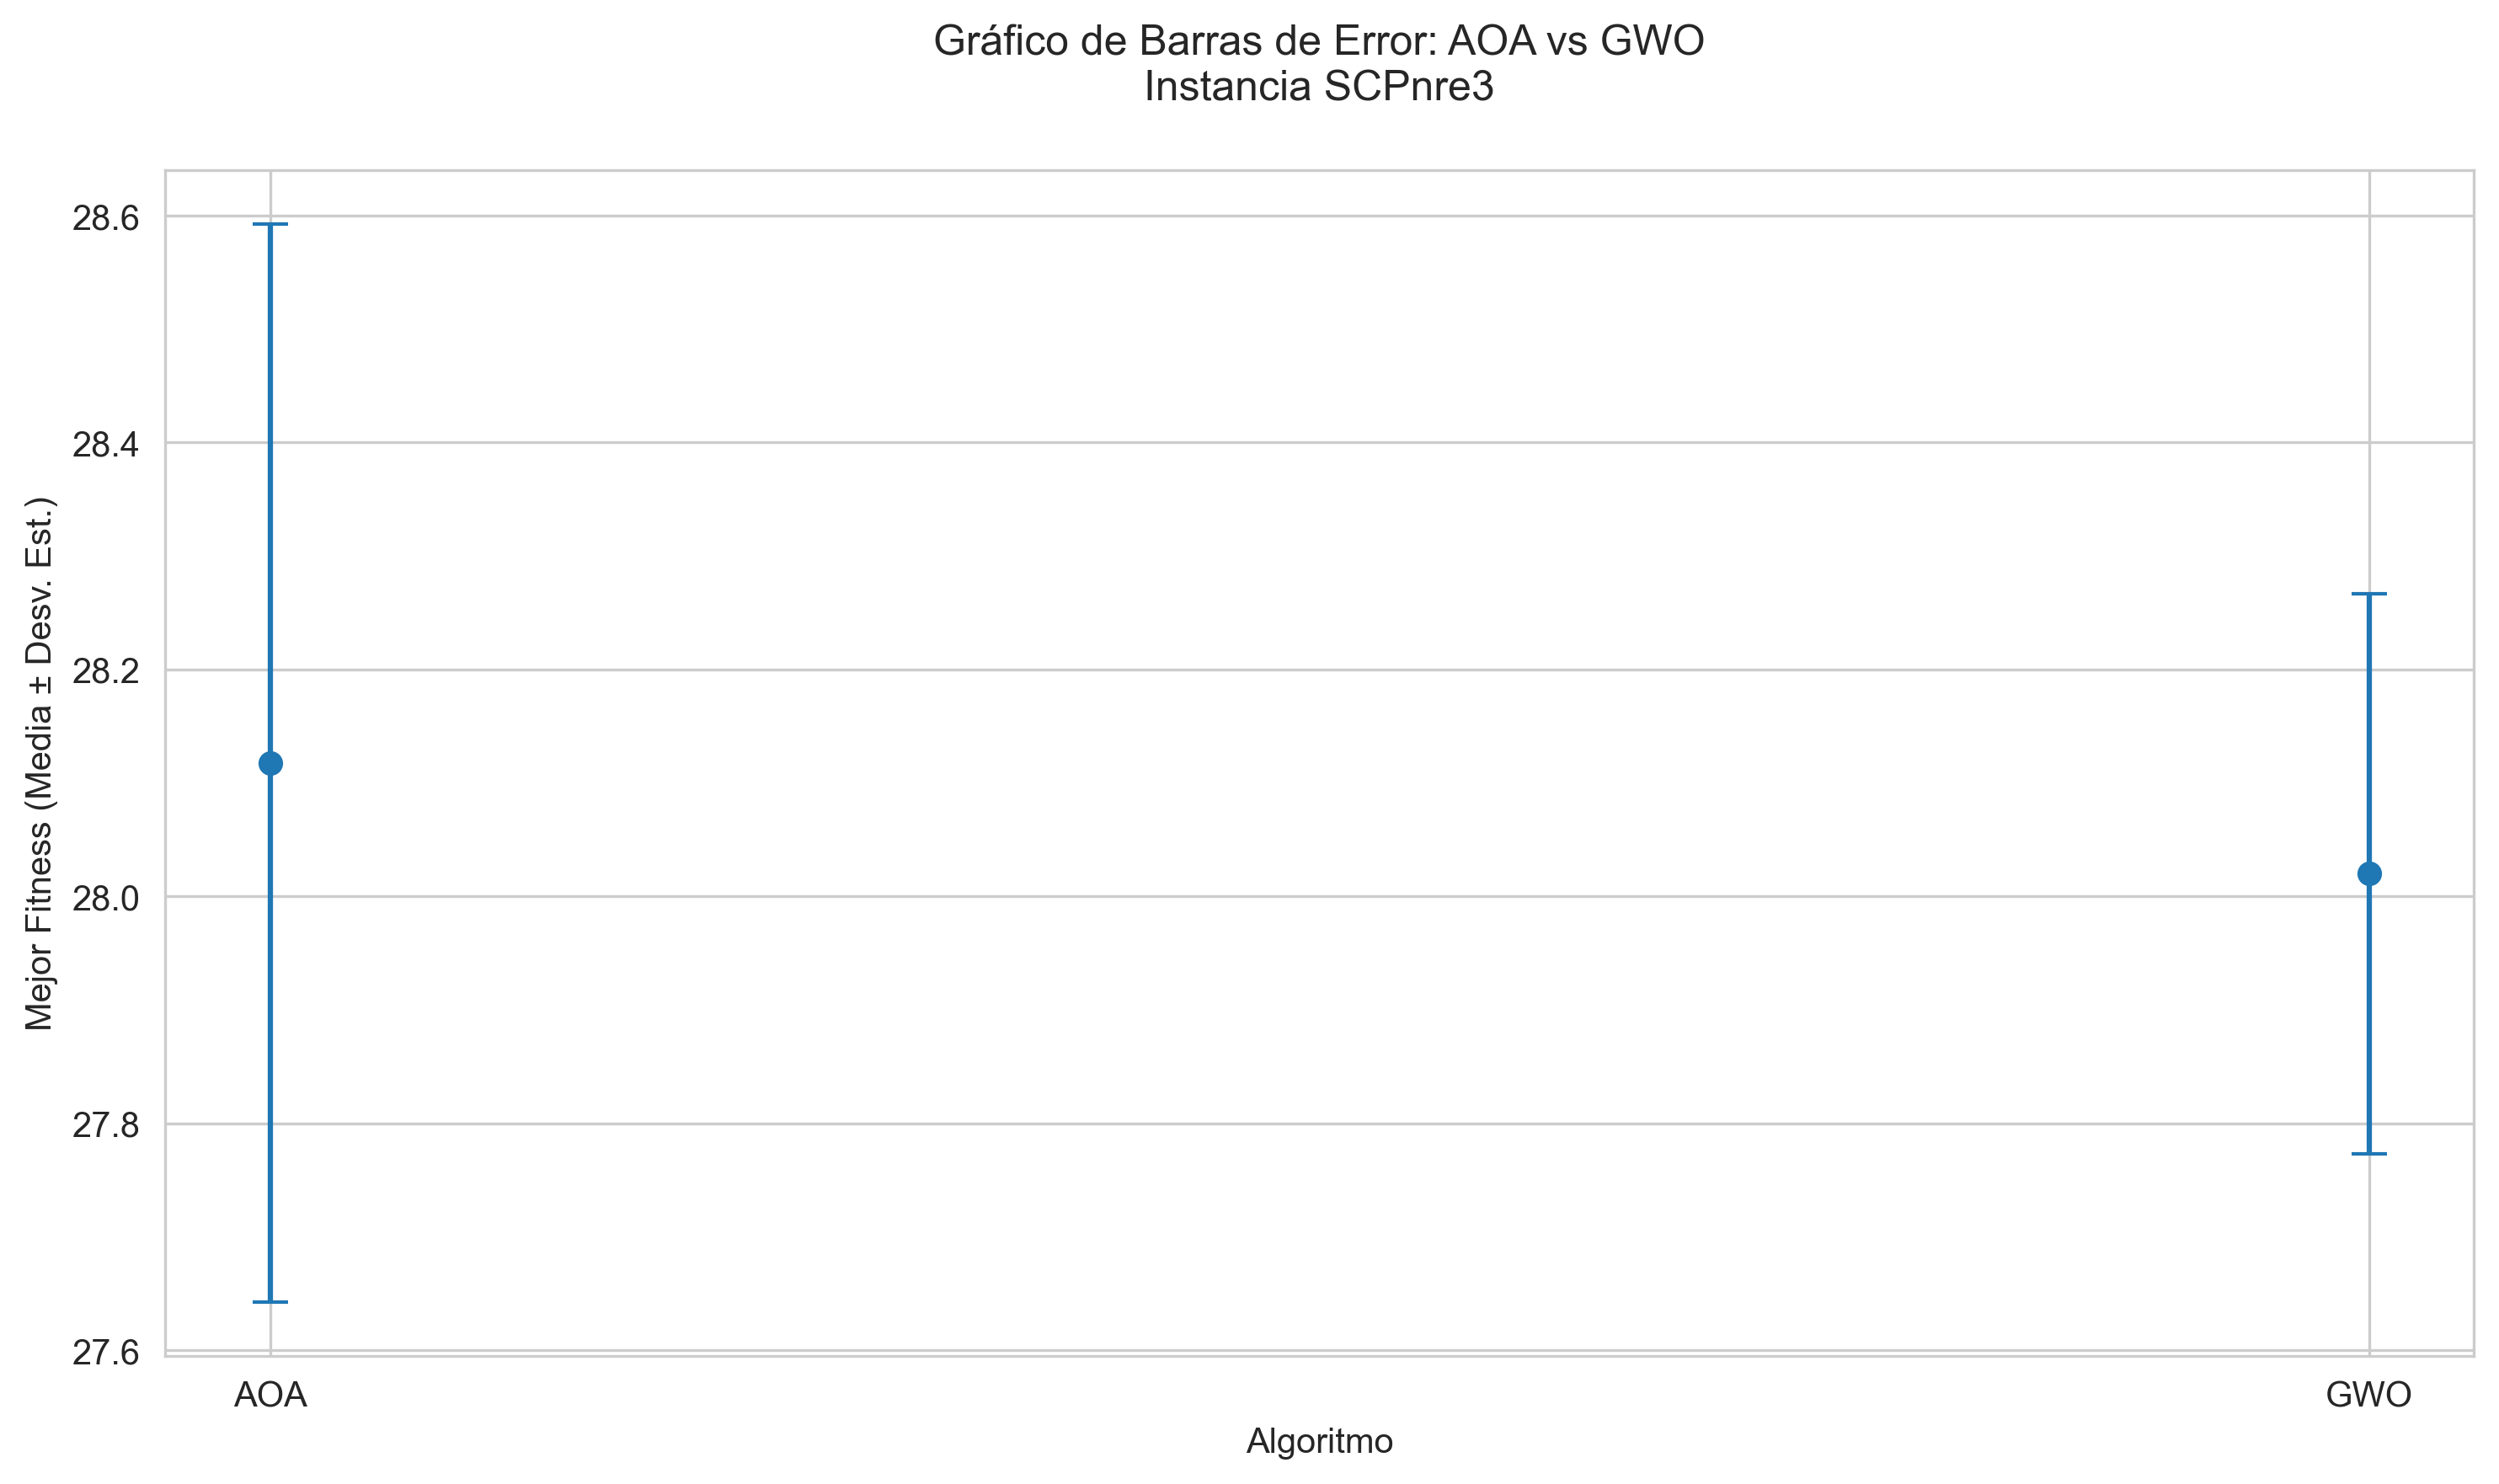 Gráfico de Barras de Error: AOA vs GWO
Instancia SCPnre3
Mejor Fitness (Media ± Desv. Est.)
28.6
28.4
28.2
28.0
27.8
27.6
AOA
GWO
Algoritmo